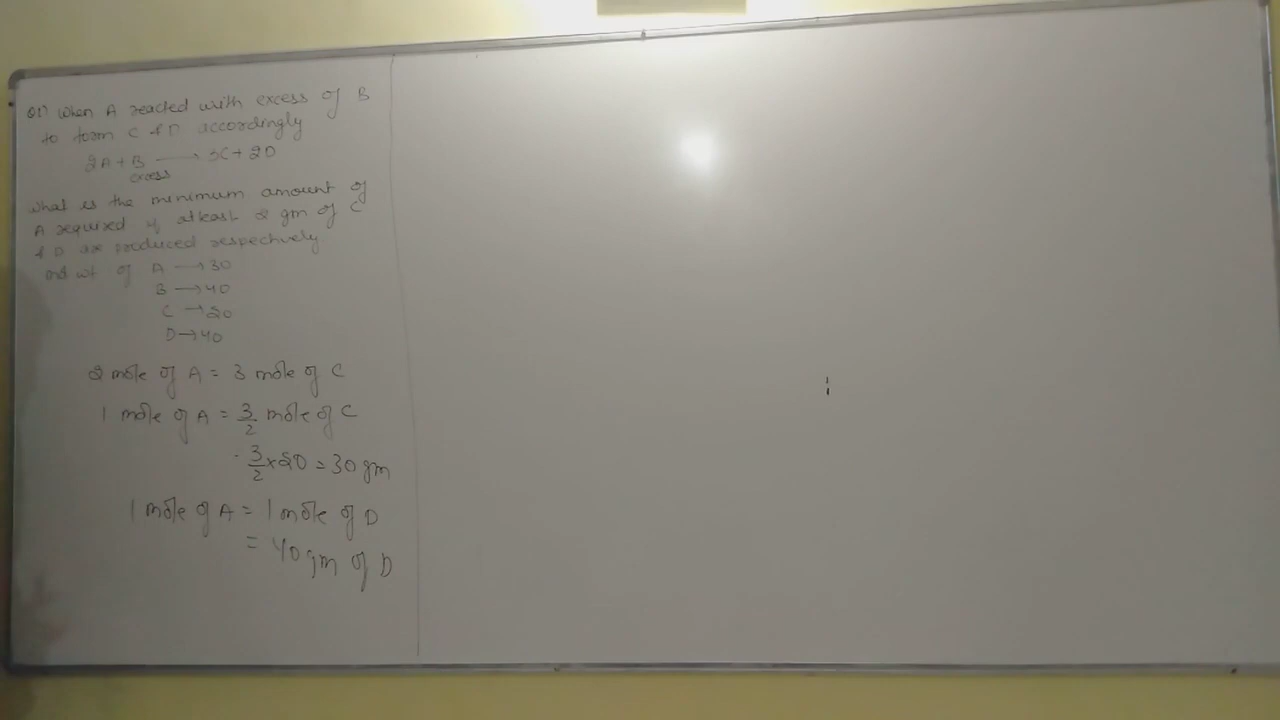 Q1) When A reacted with excess of B
to form C & D accordingly
2A + B → 3C + 2D
excess
what is the minimum amount of
A required if atleast 2 gm of C
& D are produced respectively
mol wt of A → 30
B → 40
C → 20
D → 40
2 mole of A = 3 mole of C
1 mole of A = 3/2 mole of C
3/2 × 20 = 30 gm
1 mole of A = 1 mole of D
= 40 gm of D